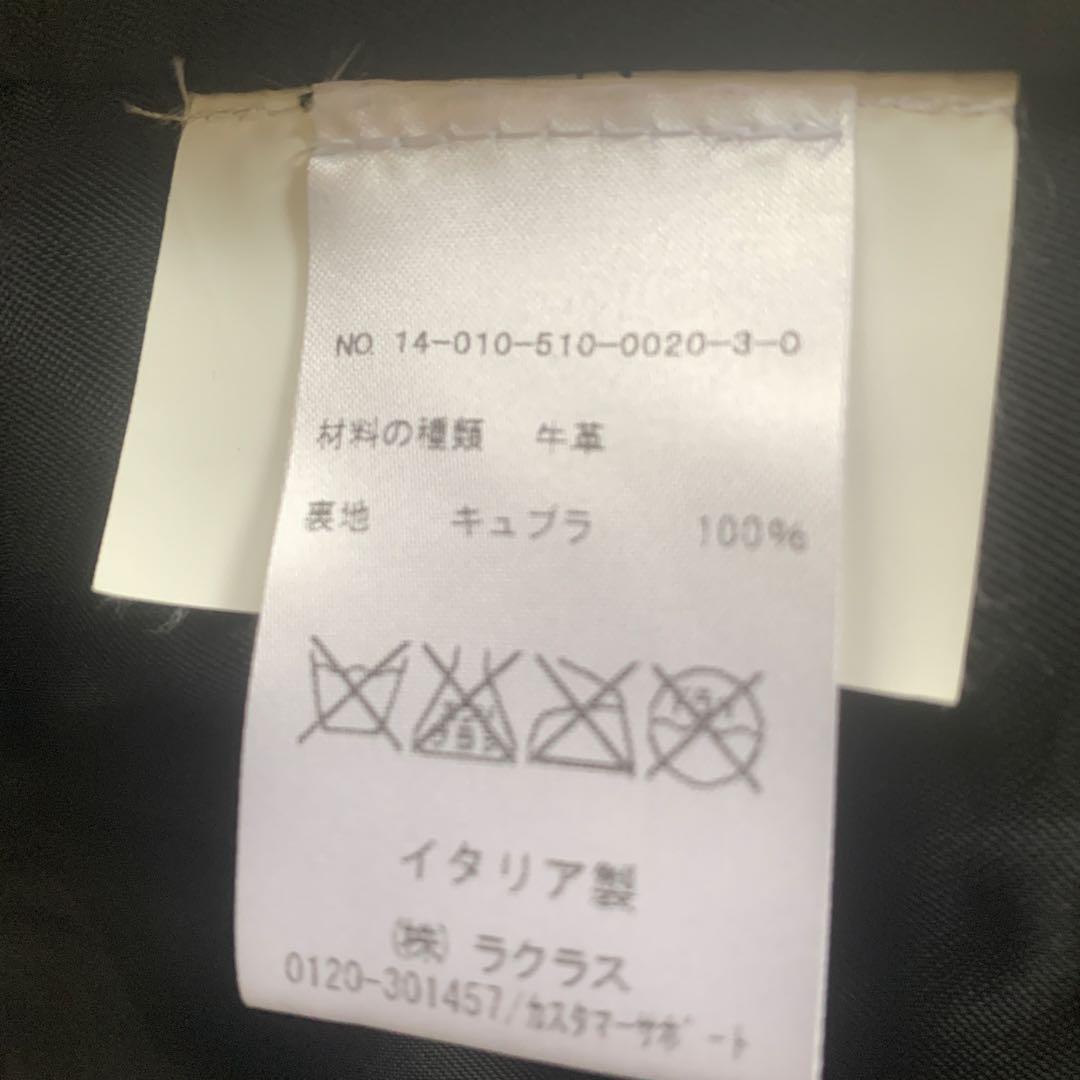 NO. 14-010-510-0020-3-0
材料の種類 牛革
裏地 キュプラ 100%
イタリア製
㈱ ラクラス
0120-301457/カスタマーサポート